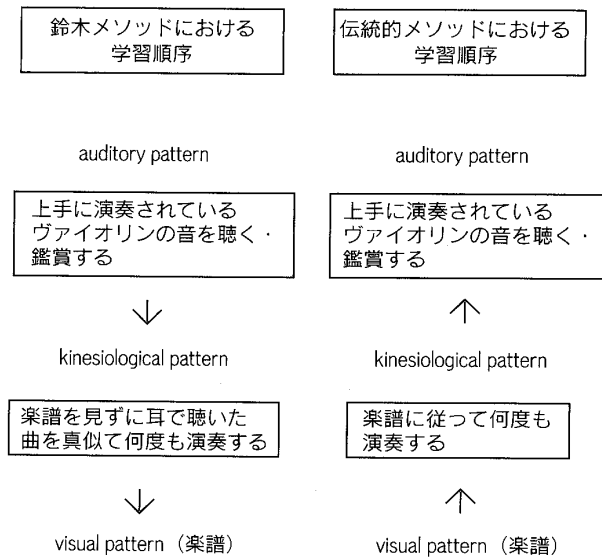 鈴木メソッドにおける
学習順序
auditory pattern
上手に演奏されている
ヴァイオリンの音を聴く・
鑑賞する
kinesiological pattern
楽譜を見ずに耳で聴いた
曲を真似て何度も演奏する
visual pattern（楽譜）
伝統的メソッドにおける
学習順序
auditory pattern
上手に演奏されている
ヴァイオリンの音を聴く・
鑑賞する
kinesiological pattern
楽譜に従って何度も
演奏する
visual pattern（楽譜）